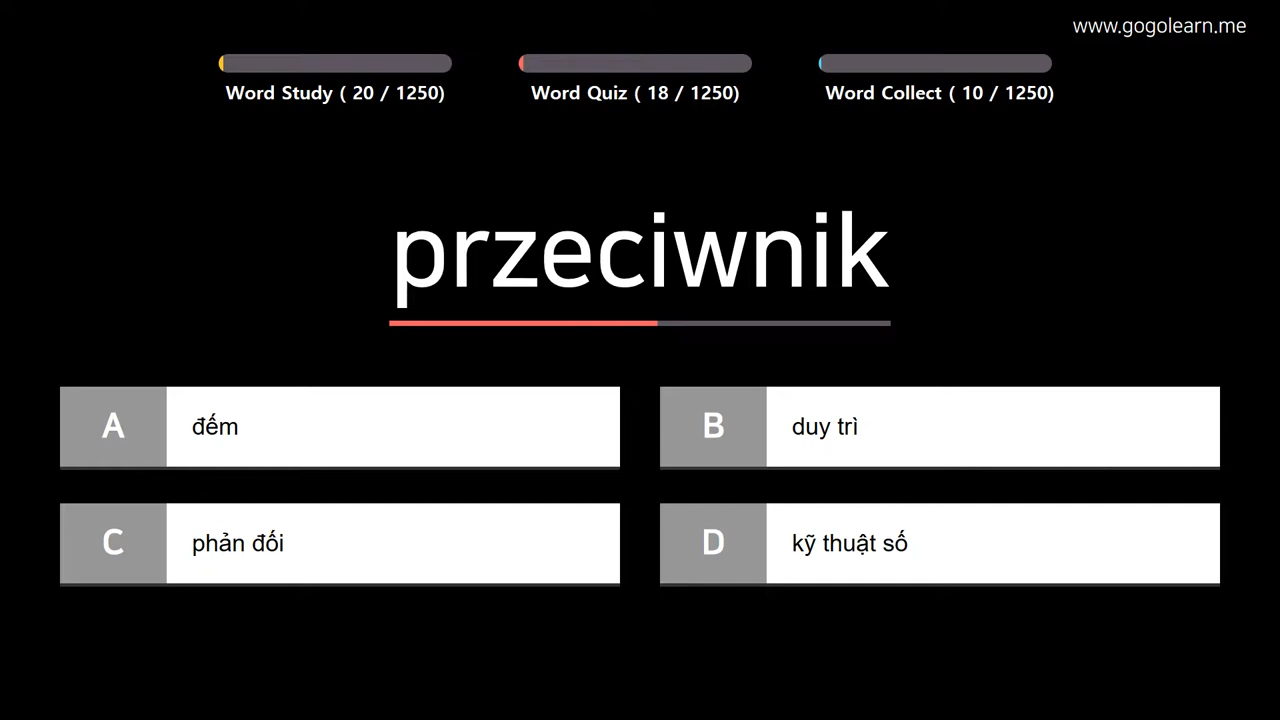 www.gogolearn.me
Word Study ( 20 / 1250)
Word Quiz ( 18 / 1250)
Word Collect ( 10 / 1250)
przeciwnik
A đếm
B duy trì
C phản đối
D kỹ thuật số